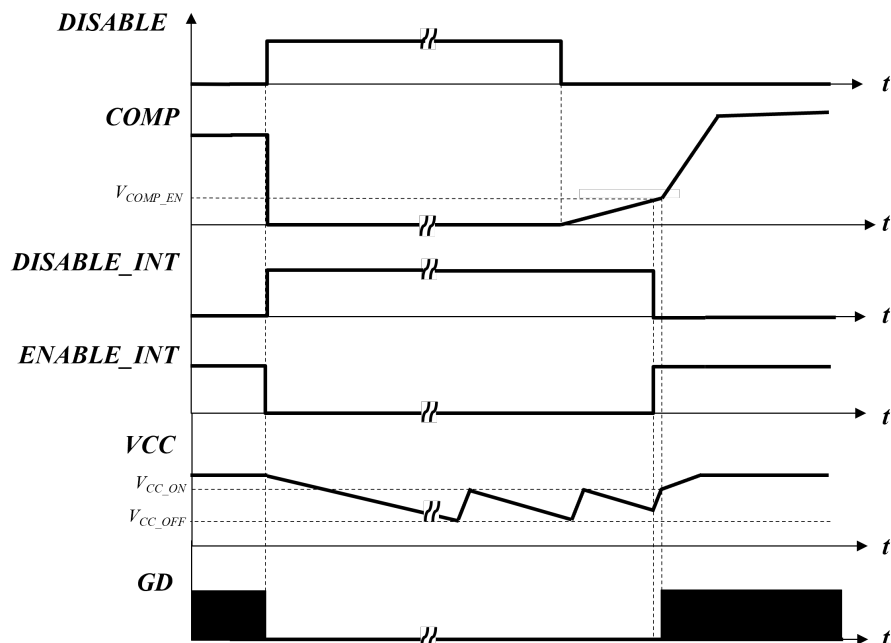 DISABLE
t
COMP
V_COMP_EN
t
DISABLE_INT
t
ENABLE_INT
t
VCC
V_CC_ON
V_CC_OFF
t
GD
t